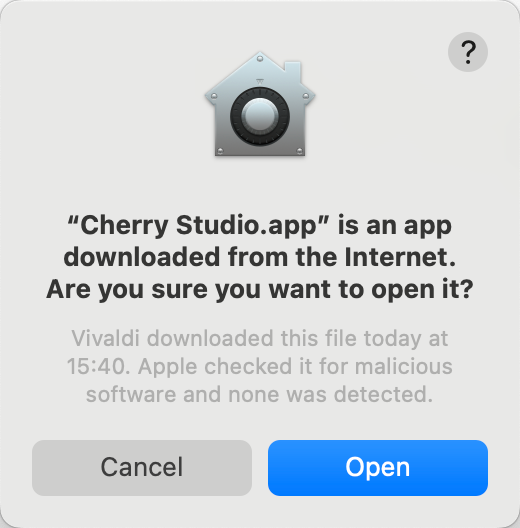 ?
“Cherry Studio.app” is an app
downloaded from the Internet.
Are you sure you want to open it?
Vivaldi downloaded this file today at
15:40. Apple checked it for malicious
software and none was detected.
Cancel
Open